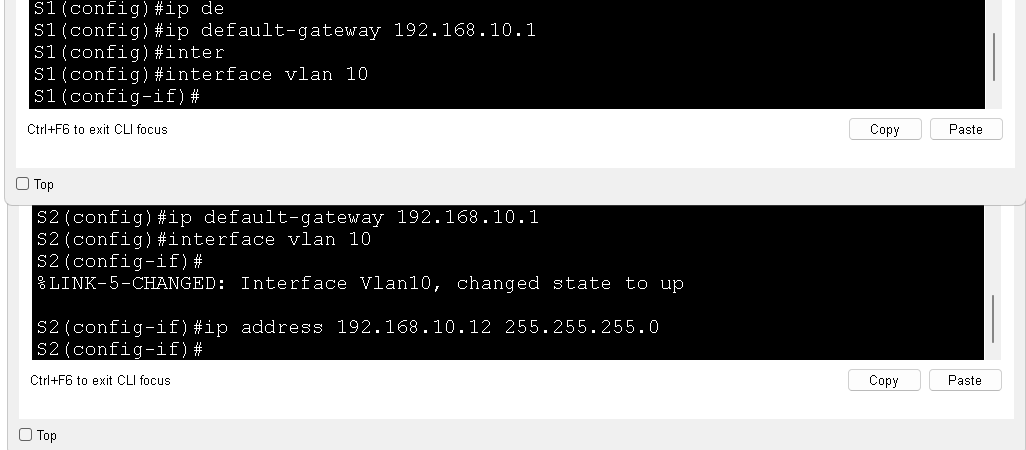 S1(config)#ip de
S1(config)#ip default-gateway 192.168.10.1
S1(config)#inter
S1(config)#interface vlan 10
S1(config-if)#
Ctrl+F6 to exit CLI focus
Copy
Paste
Top
S2(config)#ip default-gateway 192.168.10.1
S2(config)#interface vlan 10
S2(config-if)#
%LINK-5-CHANGED: Interface Vlan10, changed state to up
S2(config-if)#ip address 192.168.10.12 255.255.255.0
S2(config-if)#
Ctrl+F6 to exit CLI focus
Copy
Paste
Top